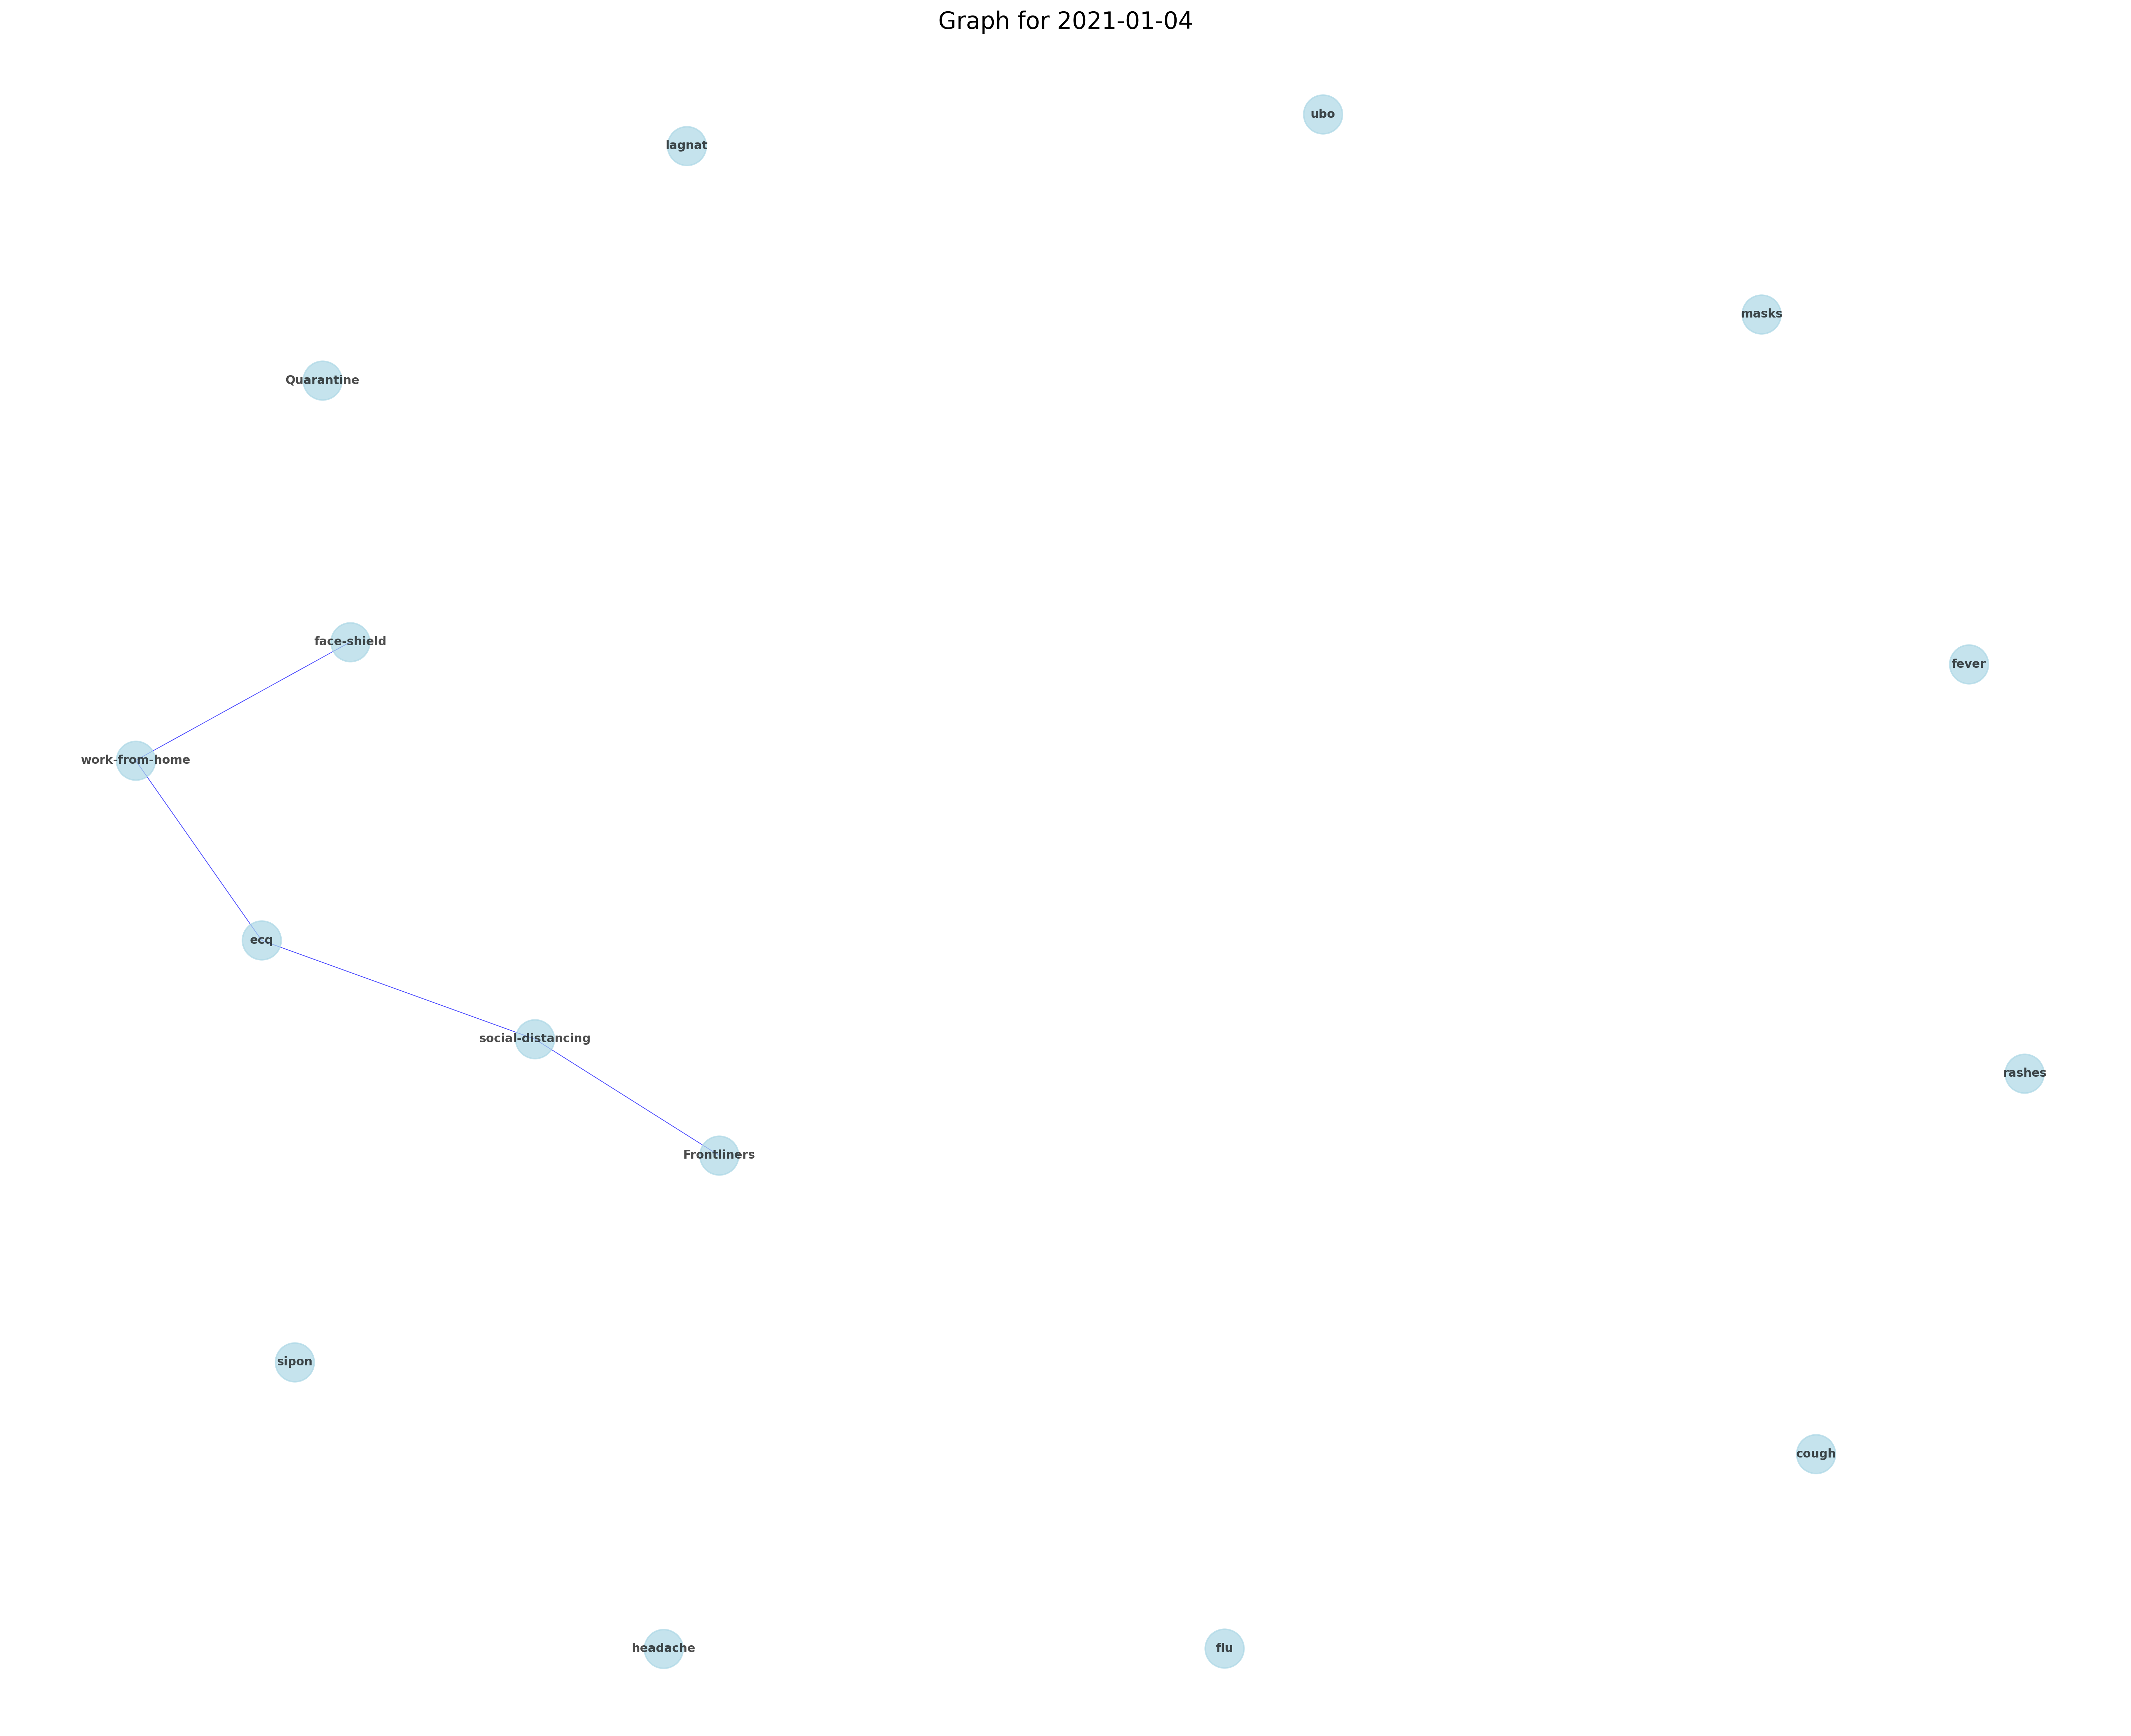 Graph for 2021-01-04
ubo
lagnat
masks
Quarantine
face-shield
fever
work-from-home
ecq
social-distancing
rashes
Frontliners
sipon
cough
headache
flu